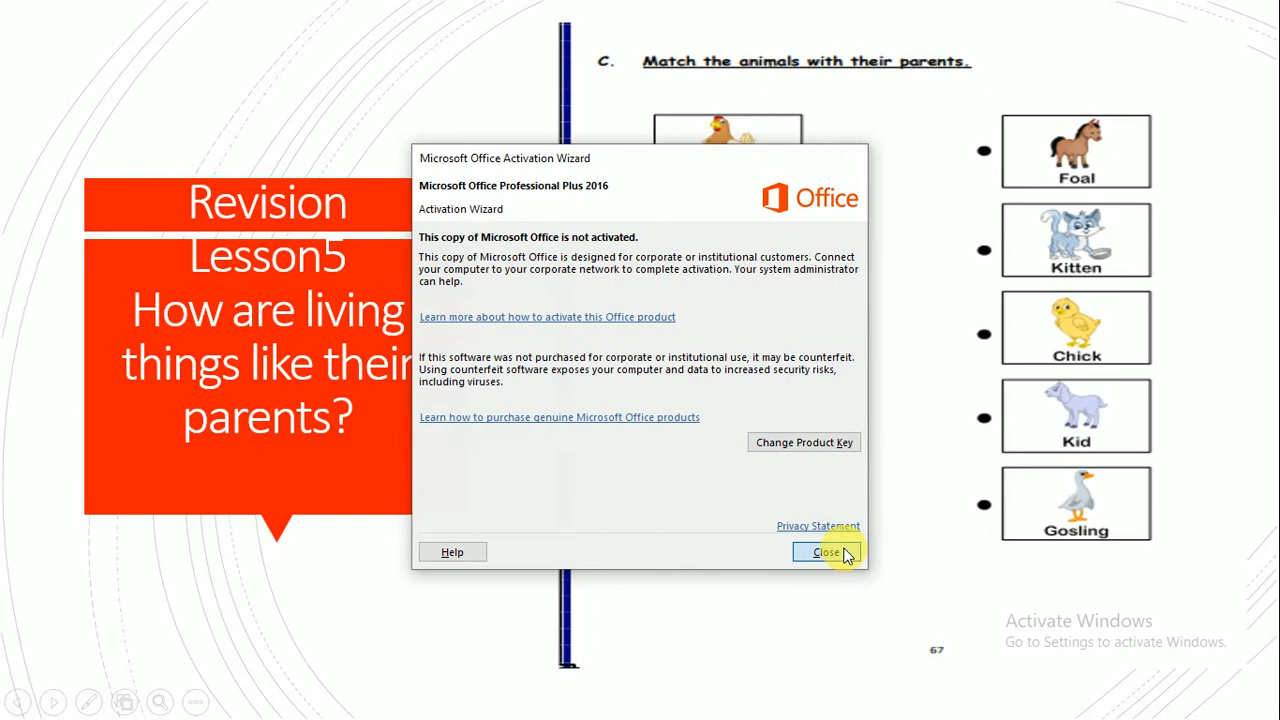 C. Match the animals with their parents.
Revision
Lesson5
How are living
things like their
parents?
Microsoft Office Activation Wizard
Microsoft Office Professional Plus 2016
Activation Wizard
Office
This copy of Microsoft Office is not activated.
This copy of Microsoft Office is designed for corporate or institutional customers. Connect
your computer to your corporate network to complete activation. Your system administrator
can help.
Learn more about how to activate this Office product
If this software was not purchased for corporate or institutional use, it may be counterfeit.
Using counterfeit software exposes your computer and data to increased security risks,
including viruses.
Learn how to purchase genuine Microsoft Office products
Change Product Key
Privacy Statement
Help
Close
Foal
Kitten
Chick
Kid
Gosling
Activate Windows
Go to Settings to activate Windows.
67